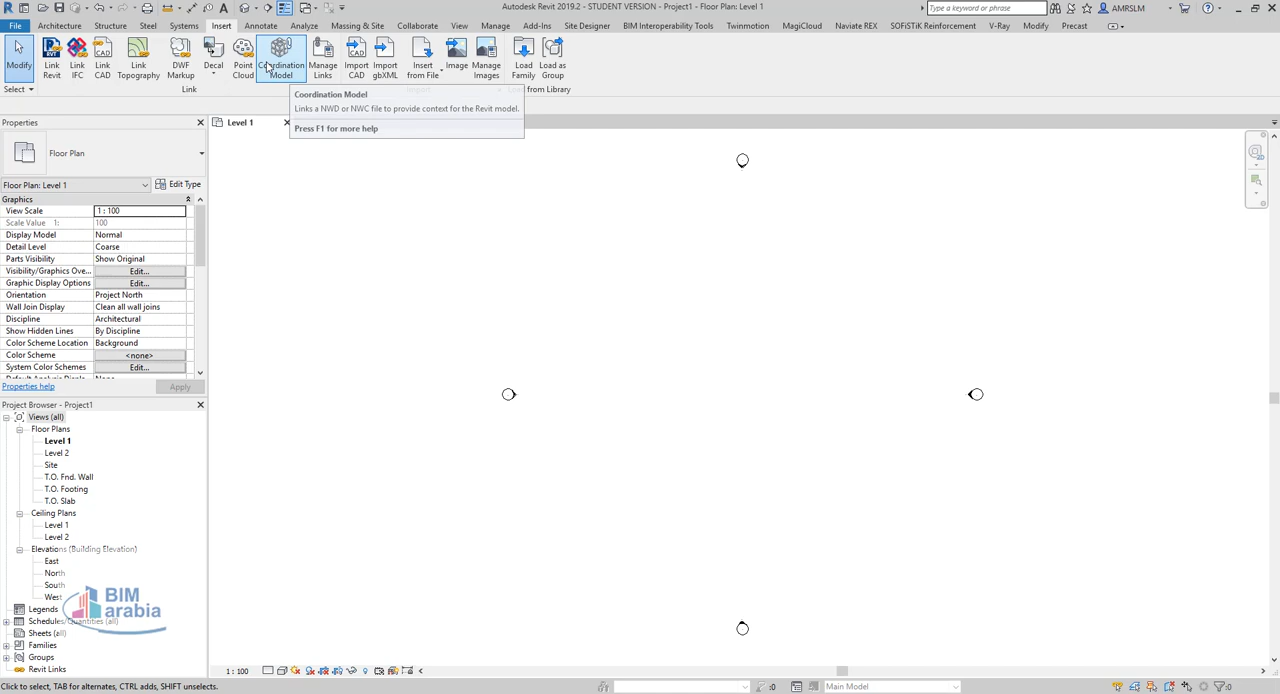 Autodesk Revit 2019.2 - STUDENT VERSION - Project1 - Floor Plan: Level 1
Type a keyword or phrase
AMRSLM
File Architecture Structure Steel Systems Insert Annotate Analyze Massing & Site Collaborate View Manage Add-Ins Site Designer BIM Interoperability Tools Twinmotion MagiCloud Naviate REX SOFiSTiK Reinforcement V-Ray Modify Precast
Modify
Link Revit
Link IFC
Link CAD
Link Topography
DWF Markup
Decal
Point Cloud
Coordination Model
Manage Links
Import CAD
Import gbXML
Insert from File
Image
Manage Images
Load Family
Load as Group
Select
Link
from Library
Coordination Model
Links a NWD or NWC file to provide context for the Revit model.
Press F1 for more help
Properties
Level 1
Floor Plan
Floor Plan: Level 1
Edit Type
Graphics
View Scale 1 : 100
Scale Value 1: 100
Display Model Normal
Detail Level Coarse
Parts Visibility Show Original
Visibility/Graphics Ove... Edit...
Graphic Display Options Edit...
Orientation Project North
Wall Join Display Clean all wall joins
Discipline Architectural
Show Hidden Lines By Discipline
Color Scheme Location Background
Color Scheme <none>
System Color Schemes Edit...
Properties help
Apply
Project Browser - Project1
Views (all)
Floor Plans
Level 1
Level 2
Site
T.O. Fnd. Wall
T.O. Footing
T.O. Slab
Ceiling Plans
Level 1
Level 2
Elevations (Building Elevation)
East
North
South
West
Legends
Schedules/Quantities (all)
Sheets (all)
Families
Groups
Revit Links
BIM
arabia
1 : 100
Click to select, TAB for alternates, CTRL adds, SHIFT unselects.
:0
Main Model
:0